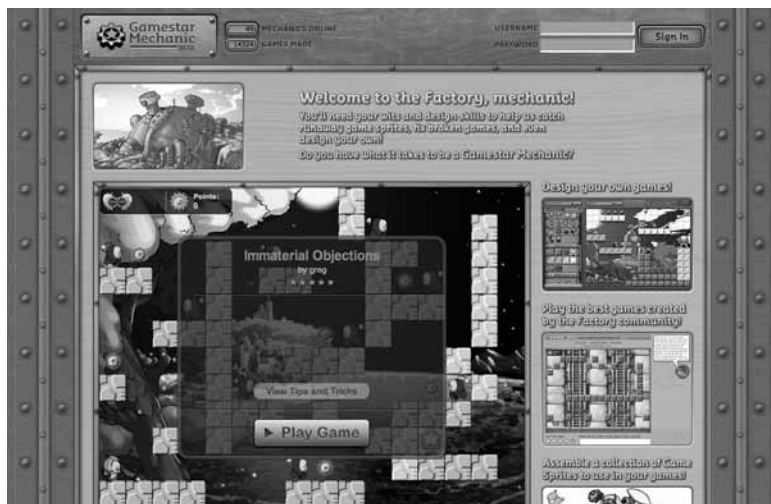 Gamestar
Mechanic
BETA
MECHANICS ONLINE
GAMES MADE
USERNAME
PASSWORD
Sign In
Welcome to the Factory, mechanic!
You'll need your wits and design skills to help us catch
runaway game sprites, fix broken games, and even
design your own!
Do you have what it takes to be a Gamestar Mechanic?
Points:
0
Immaterial Objections
by greg
View Tips and Tricks
Play Game
Design your own games!
Play the best games created
by the Factory community!
Assemble a collection of Game
Sprites to use in your games!